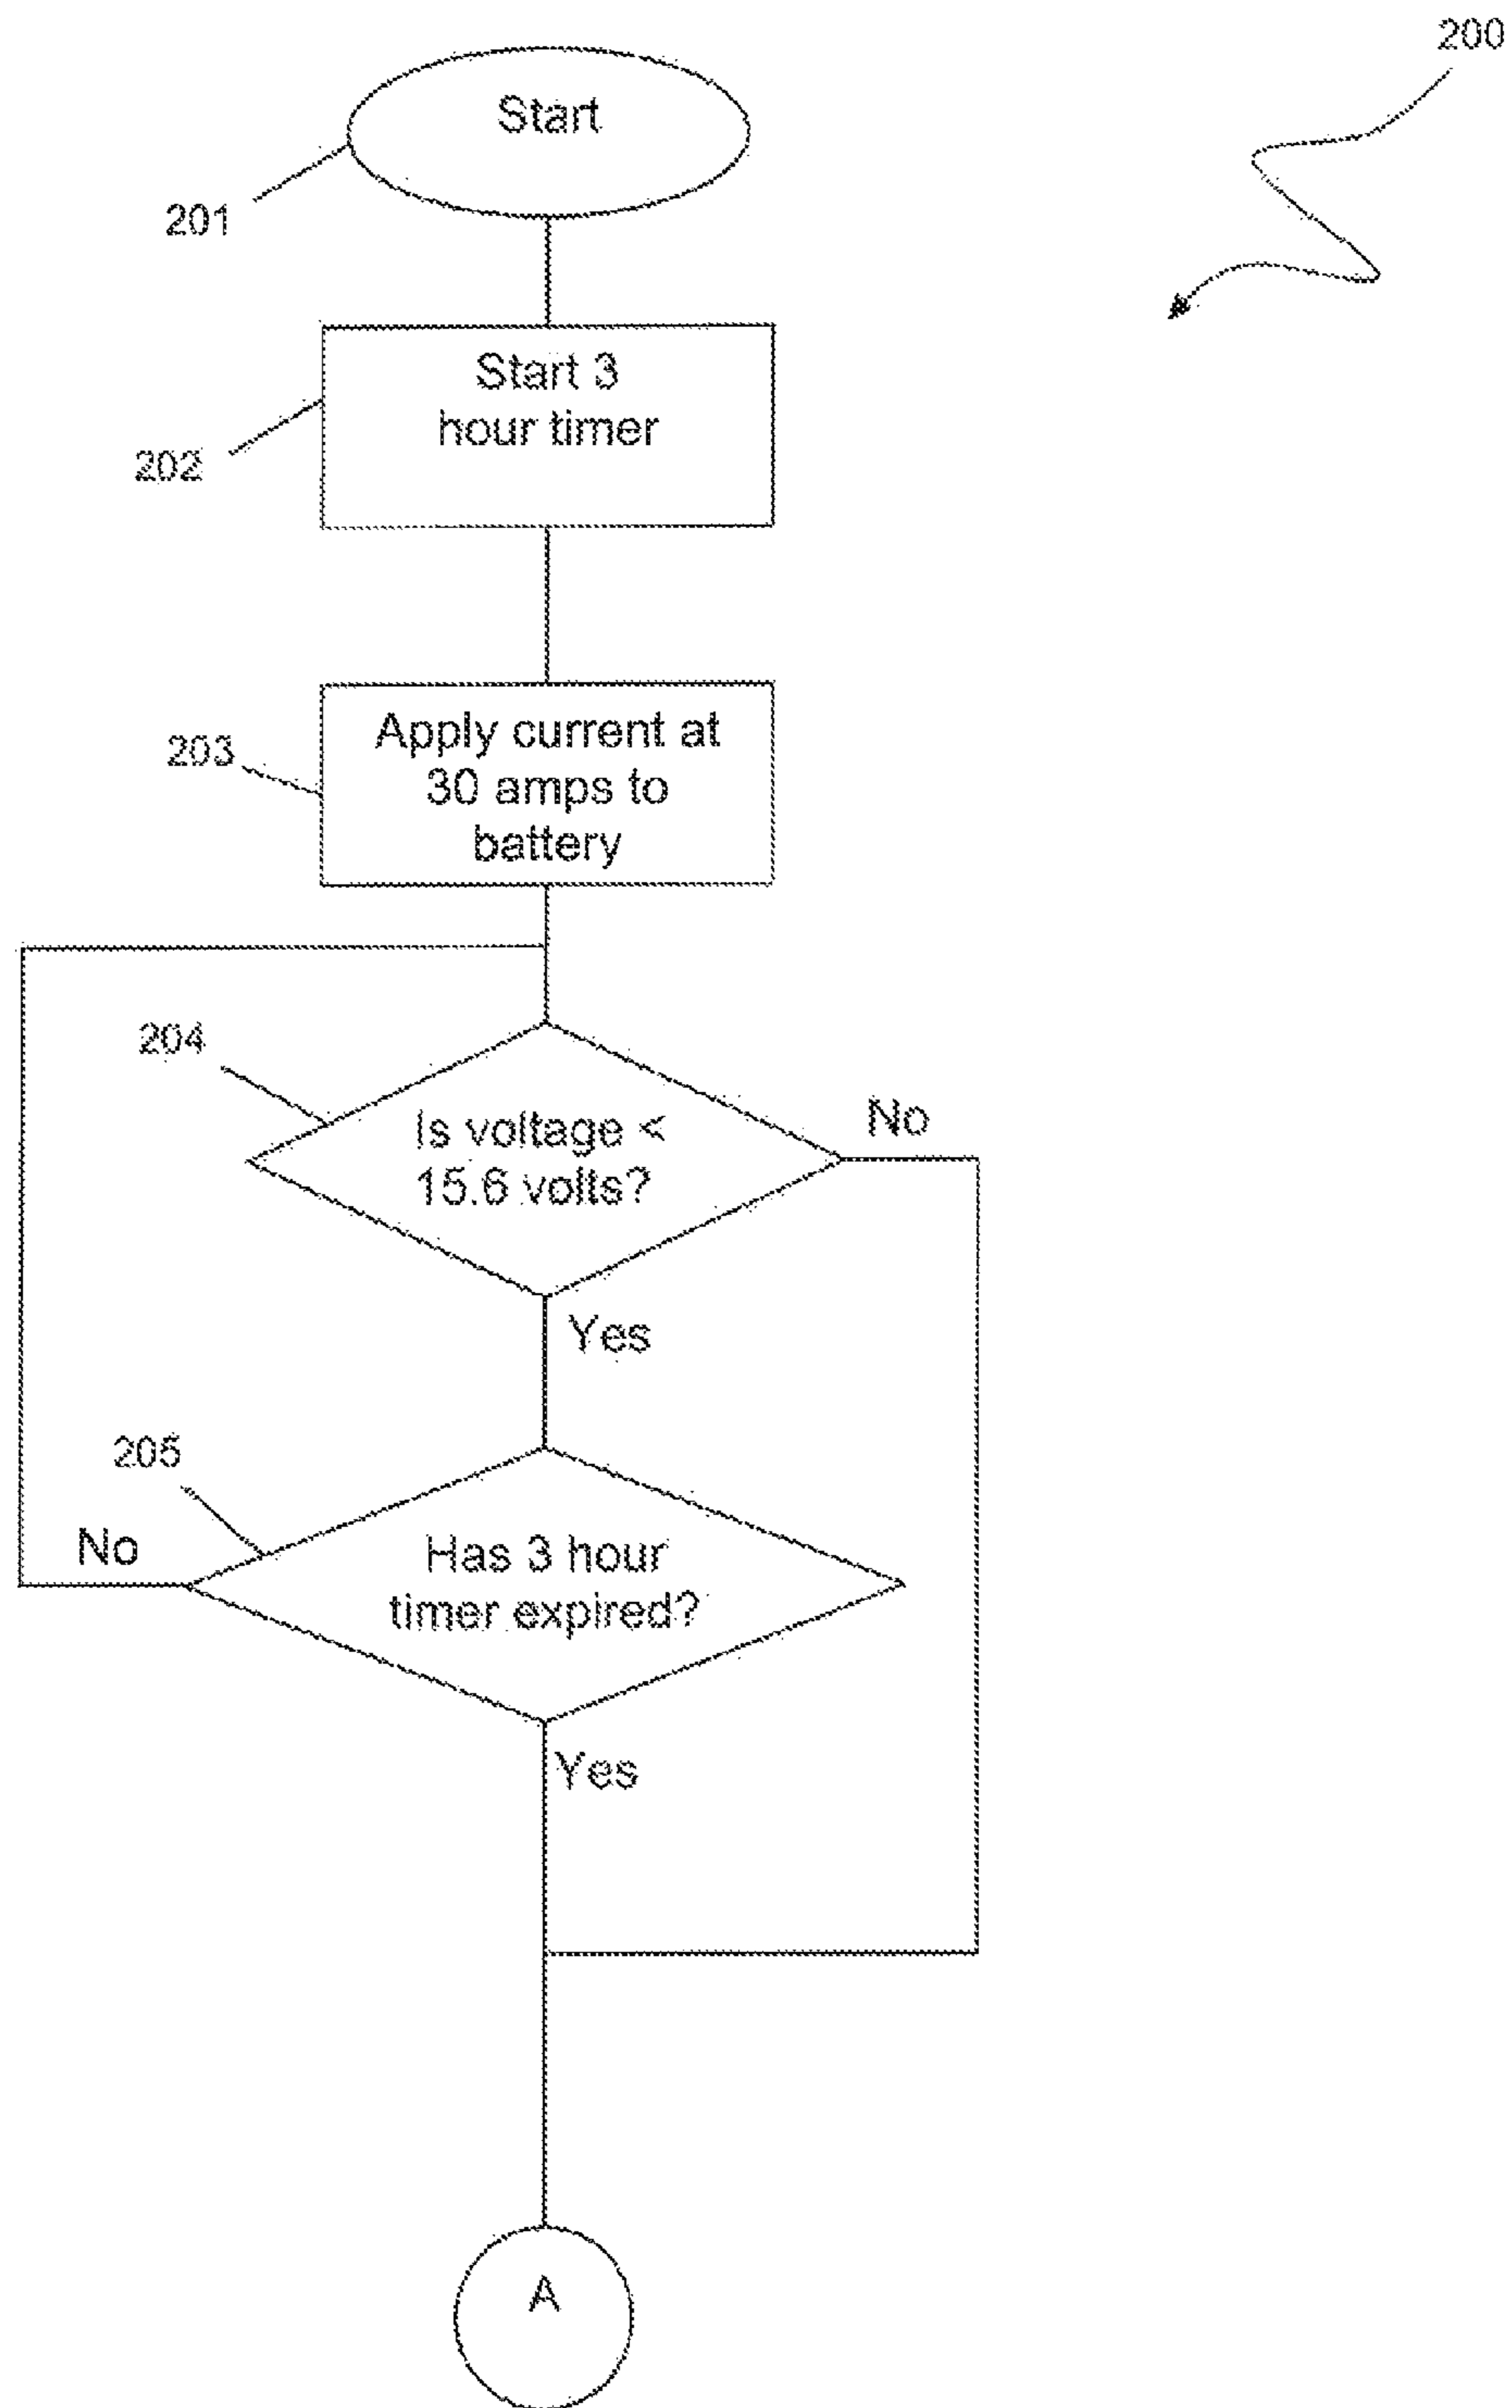 200
Start
201
Start 3
hour timer
202
Apply current at
30 amps to
battery
203
204
Is voltage <
15.6 volts?
No
Yes
205
No
Has 3 hour
timer expired?
Yes
A